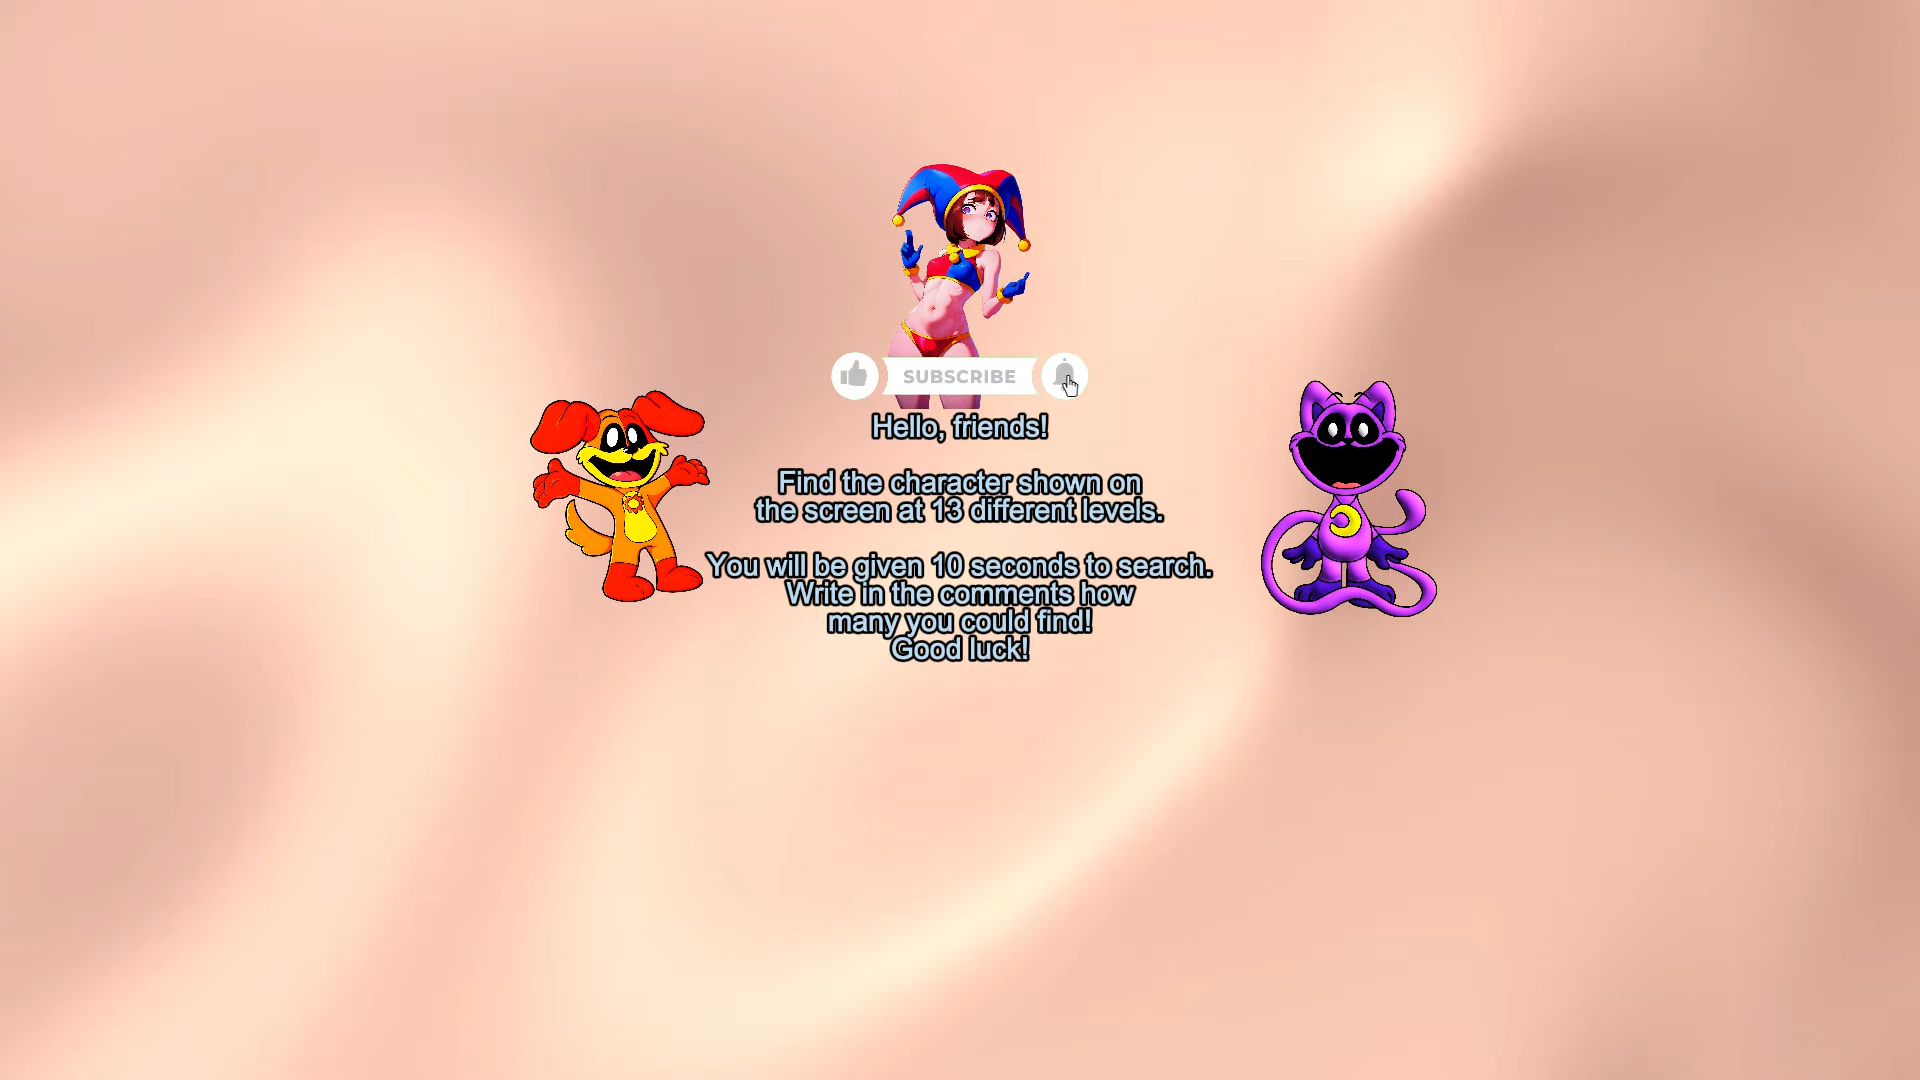 SUBSCRIBE
Hello, friends!
Find the character shown on
the screen at 13 different levels.
You will be given 10 seconds to search.
Write in the comments how
many you could find!
Good luck!